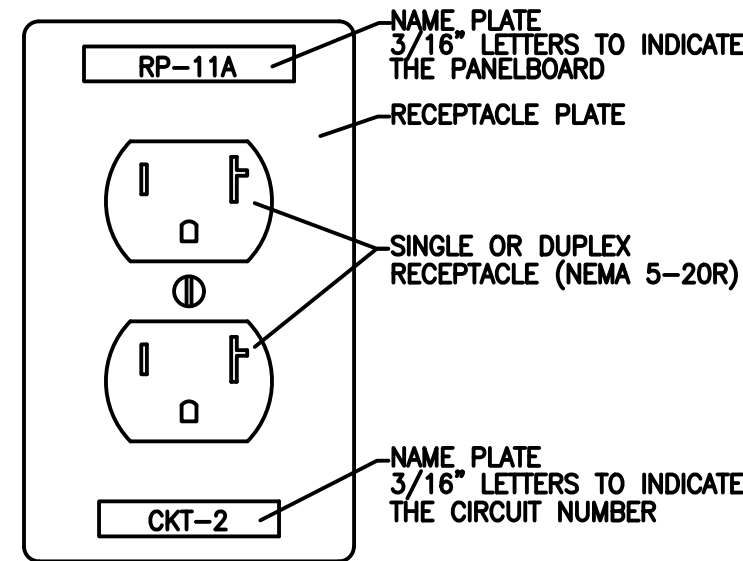 RP-11A
NAME PLATE
3/16" LETTERS TO INDICATE
THE PANELBOARD
RECEPTACLE PLATE
SINGLE OR DUPLEX
RECEPTACLE (NEMA 5-20R)
NAME PLATE
3/16" LETTERS TO INDICATE
THE CIRCUIT NUMBER
CKT-2